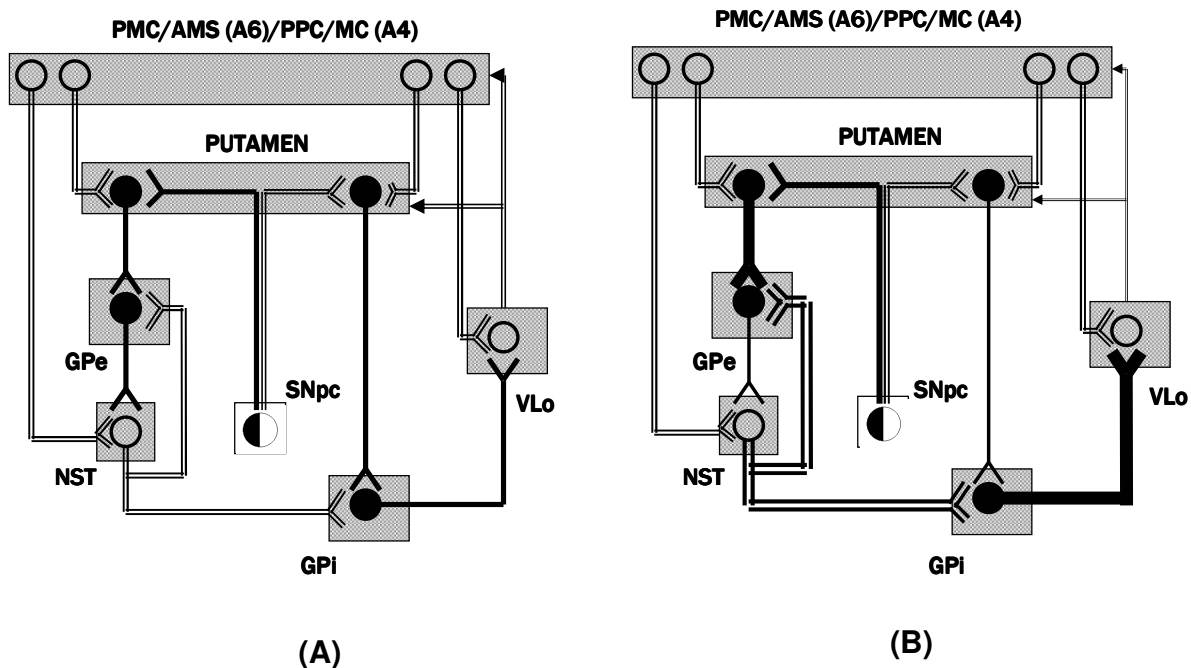 PMC/AMS (A6)/PPC/MC (A4)
PUTAMEN
GPe
SNpc
VLo
NST
GPi
(A)
PMC/AMS (A6)/PPC/MC (A4)
PUTAMEN
GPe
SNpc
VLo
NST
GPi
(B)